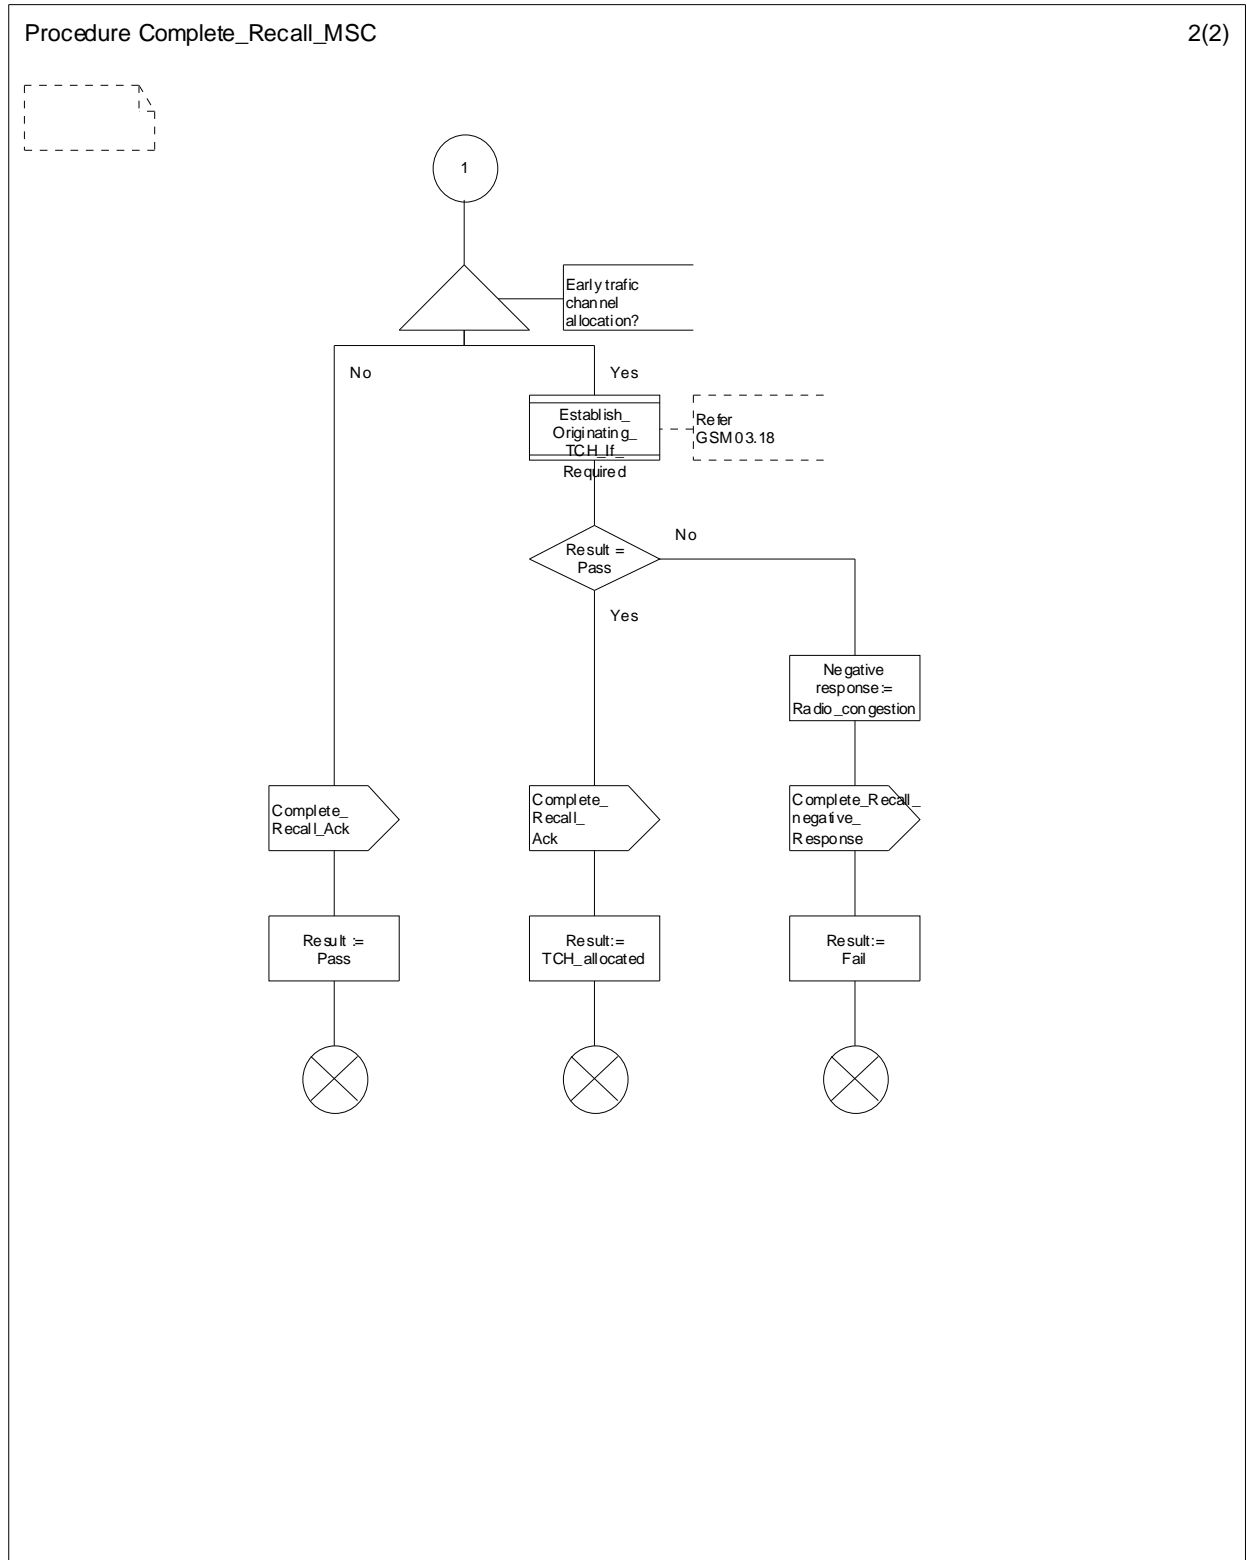 Procedure Complete_Recall_MSC
2(2)
1
Early trafic
channel
allocation?
No
Yes
Establish_
Originating_
TCH_If_
Required
Refer
GSM 03.18
No
Result =
Pass
Yes
Negative
response:=
Radio_congestion
Complete_
Recall_Ack
Complete_
Recall_
Ack
Complete_Recall_
negative_
Response
Result :=
Pass
Result:=
TCH_allocated
Result:=
Fail